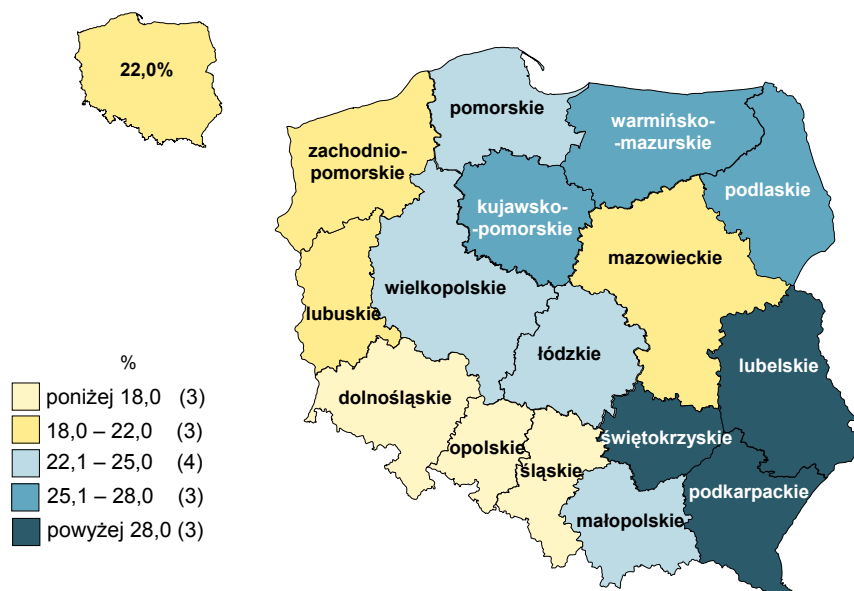 22,0%
pomorskie
warmińsko-
-mazurskie
zachodnio-
pomorskie
podlaskie
kujawsko-
-pomorskie
mazowieckie
wielkopolskie
lubuskie
łódzkie
lubelskie
dolnośląskie
świętokrzyskie
opolskie
śląskie
podkarpackie
małopolskie
%
poniżej 18,0 (3)
18,0 – 22,0 (3)
22,1 – 25,0 (4)
25,1 – 28,0 (3)
powyżej 28,0 (3)